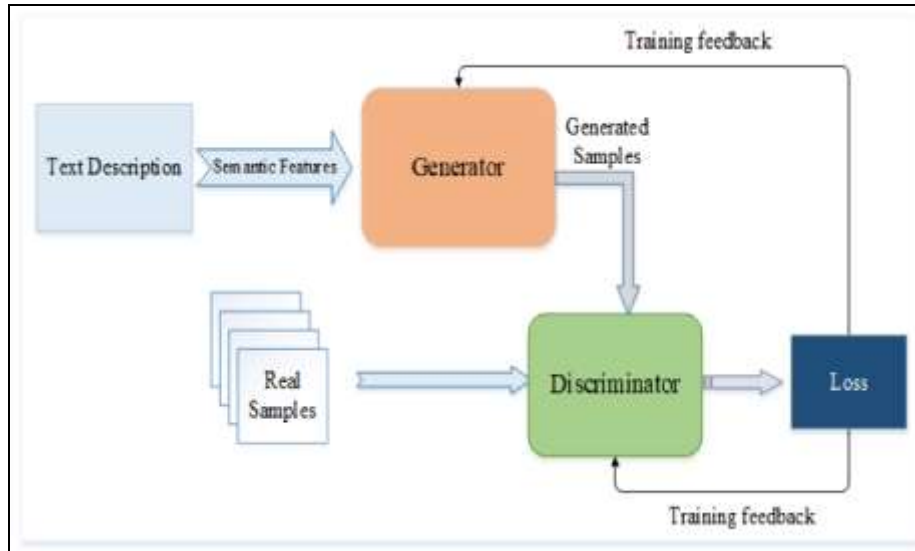 Training feedback
Text Description
Semantic Features
Generator
Generated
Samples
Real
Samples
Discriminator
Loss
Training feedback